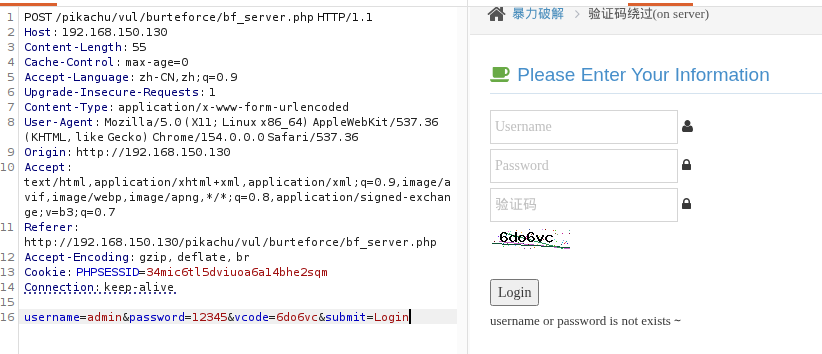 1 POST /pikachu/vul/burteforce/bf_server.php HTTP/1.1
2 Host: 192.168.150.130
3 Content-Length: 55
4 Cache-Control: max-age=0
5 Accept-Language: zh-CN,zh;q=0.9
6 Upgrade-Insecure-Requests: 1
7 Content-Type: application/x-www-form-urlencoded
8 User-Agent: Mozilla/5.0 (X11; Linux x86_64) AppleWebKit/537.36
(KHTML, like Gecko) Chrome/154.0.0.0 Safari/537.36
9 Origin: http://192.168.150.130
10 Accept:
text/html,application/xhtml+xml,application/xml;q=0.9,image/a
vif,image/webp,image/apng,*/*;q=0.8,application/signed-exchan
ge;v=b3;q=0.7
11 Referer:
http://192.168.150.130/pikachu/vul/burteforce/bf_server.php
12 Accept-Encoding: gzip, deflate, br
13 Cookie: PHPSESSID=34mic6tl5dviuoa6a14bhe2sqm
14 Connection: keep-alive
15
16 username=admin&password=12345&vcode=6do6vc&submit=Login
暴力破解 > 验证码绕过(on server)
Please Enter Your Information
Username
Password
验证码
6do6vc
Login
username or password is not exists ~